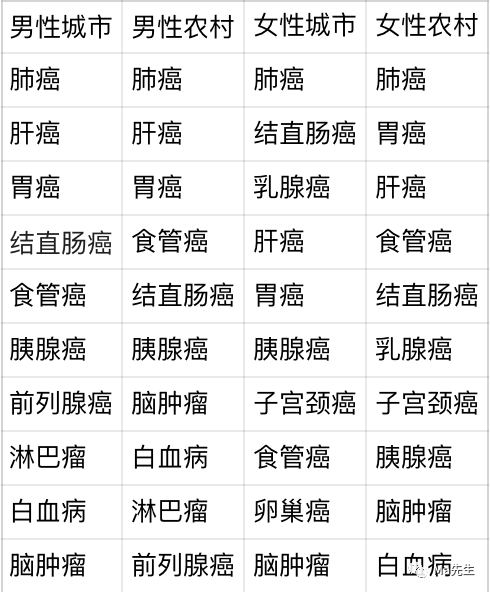 男性城市 男性农村 女性城市 女性农村
肺癌 肺癌 肺癌 肺癌
肝癌 肝癌 结直肠癌 胃癌
胃癌 胃癌 乳腺癌 肝癌
结直肠癌 食管癌 肝癌 食管癌
食管癌 结直肠癌 胃癌 结直肠癌
胰腺癌 胰腺癌 胰腺癌 乳腺癌
前列腺癌 脑肿瘤 子宫颈癌 子宫颈癌
淋巴瘤 白血病 食管癌 胰腺癌
白血病 淋巴瘤 卵巢癌 脑肿瘤
脑肿瘤 前列腺癌 脑肿瘤 白血病
先生